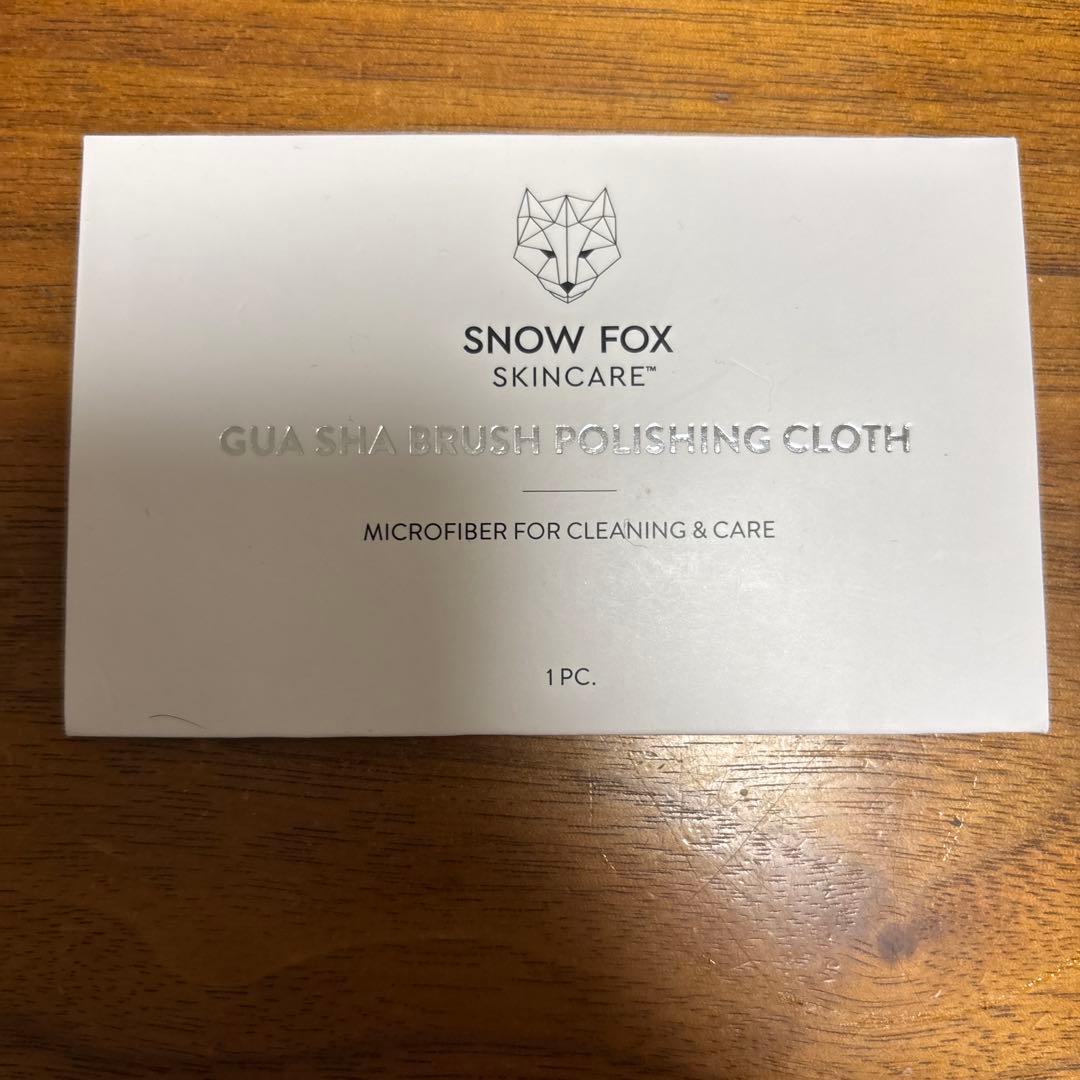 SNOW FOX
SKINCARE™
GUA SHA BRUSH POLISHING CLOTH
MICROFIBER FOR CLEANING & CARE
1 PC.